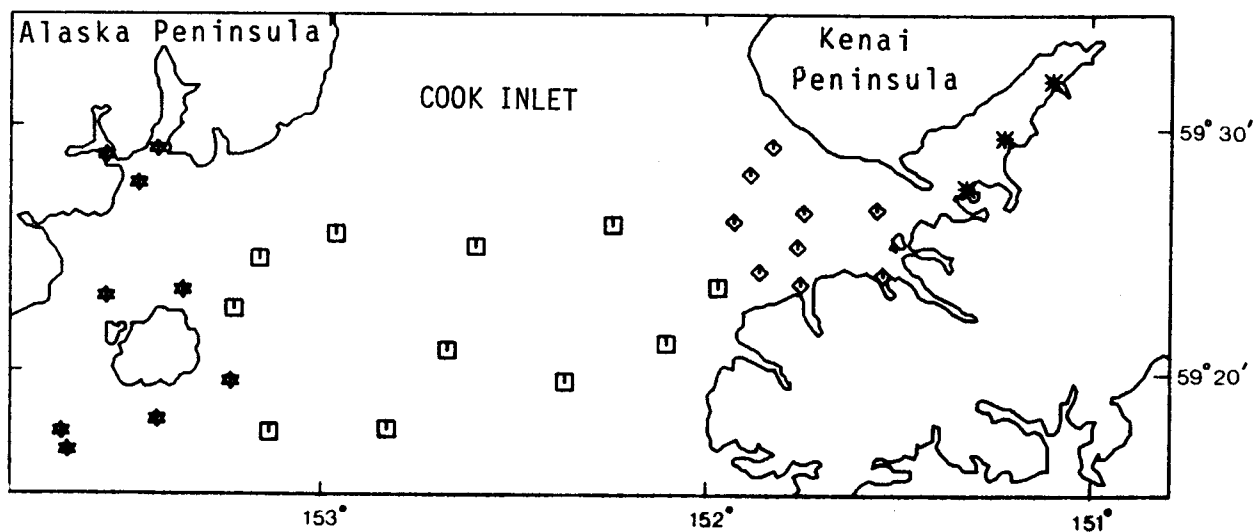 Alaska Peninsula
Kenai
Peninsula
COOK INLET
59° 30′
59° 20′
153°
152°
151°